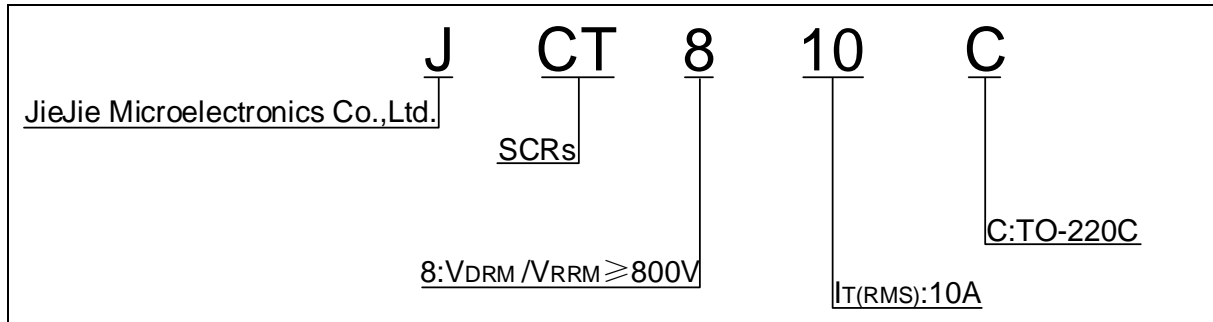 J CT 8 10 C
JieJie Microelectronics Co.,Ltd.
SCRs
C:TO-220C
8:VDRM /VRRM≥800V
IT(RMS):10A